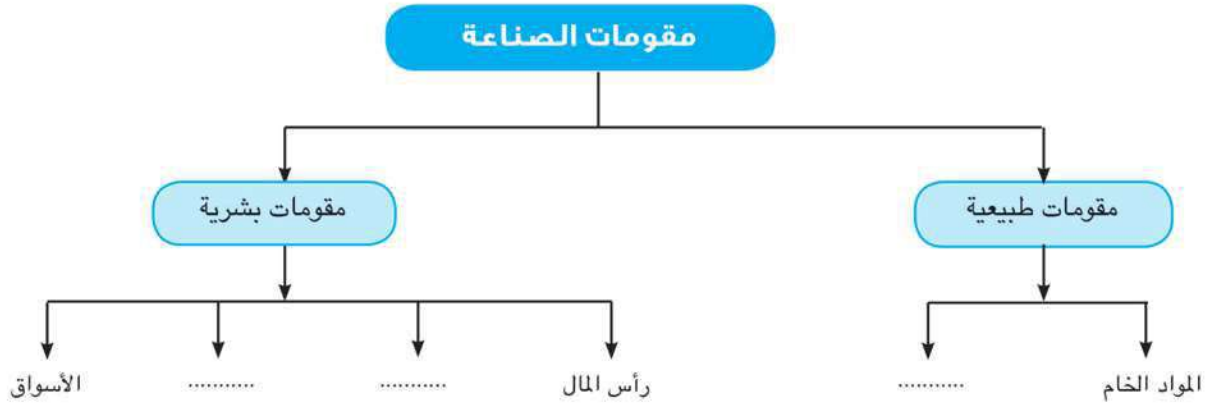 مقومات الصناعة
مقومات طبيعية
مقومات بشرية
المواد الخام
...........
رأس المال
...........
...........
الأسواق